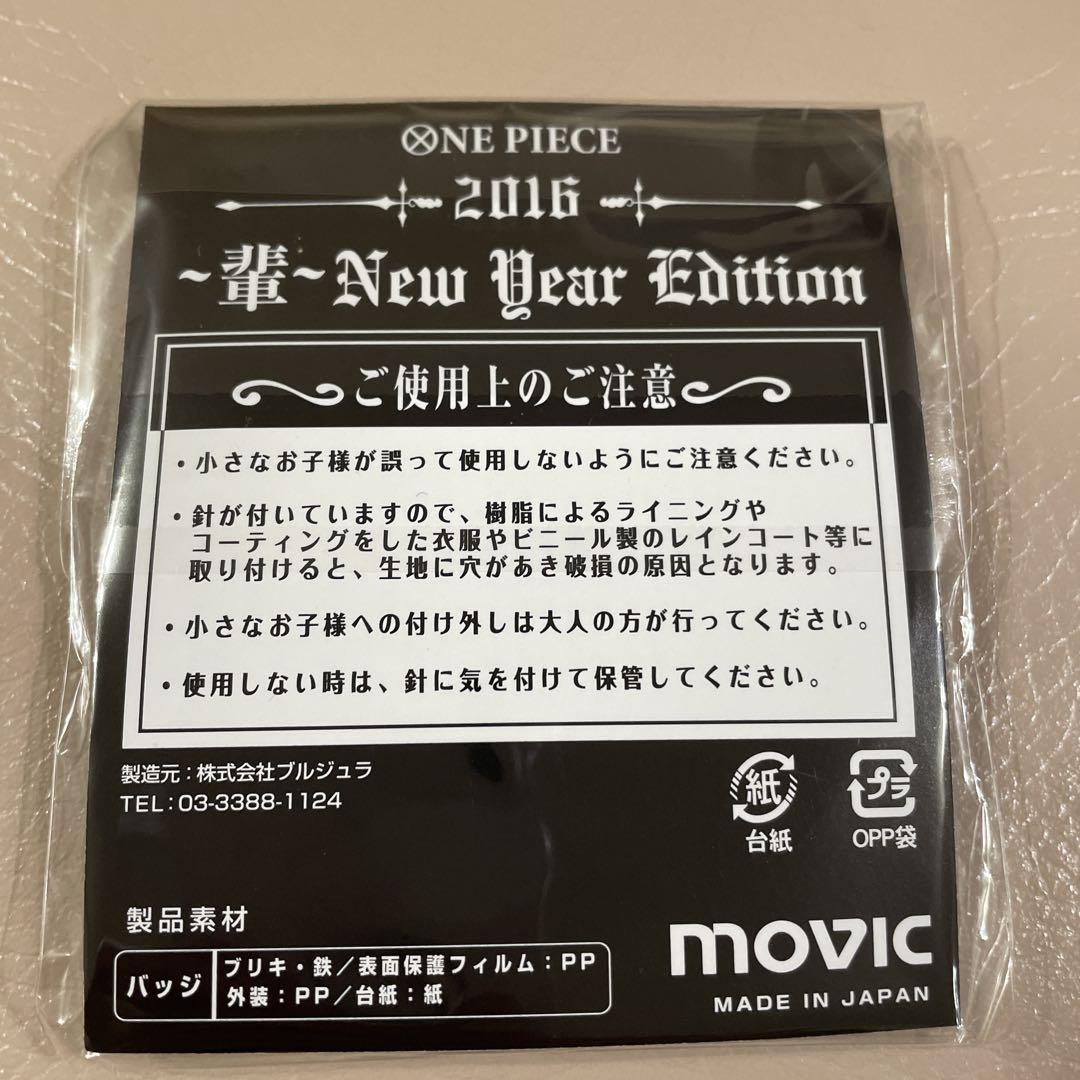 ONE PIECE
2016
~輩~New Year Edition
ご使用上のご注意
・小さなお子様が誤って使用しないようにご注意ください。
・針が付いていますので、樹脂によるライニングや
コーティングをした衣服やビニール製のレインコート等に
取り付けると、生地に穴があき破損の原因となります。
・小さなお子様への付け外しは大人の方が行ってください。
・使用しない時は、針に気を付けて保管してください。
製造元:株式会社ブルジュラ
TEL:03-3388-1124
紙
台紙
プラ
OPP袋
製品素材
バッジ
ブリキ・鉄/表面保護フィルム:PP
外装:PP/台紙:紙
movic
MADE IN JAPAN